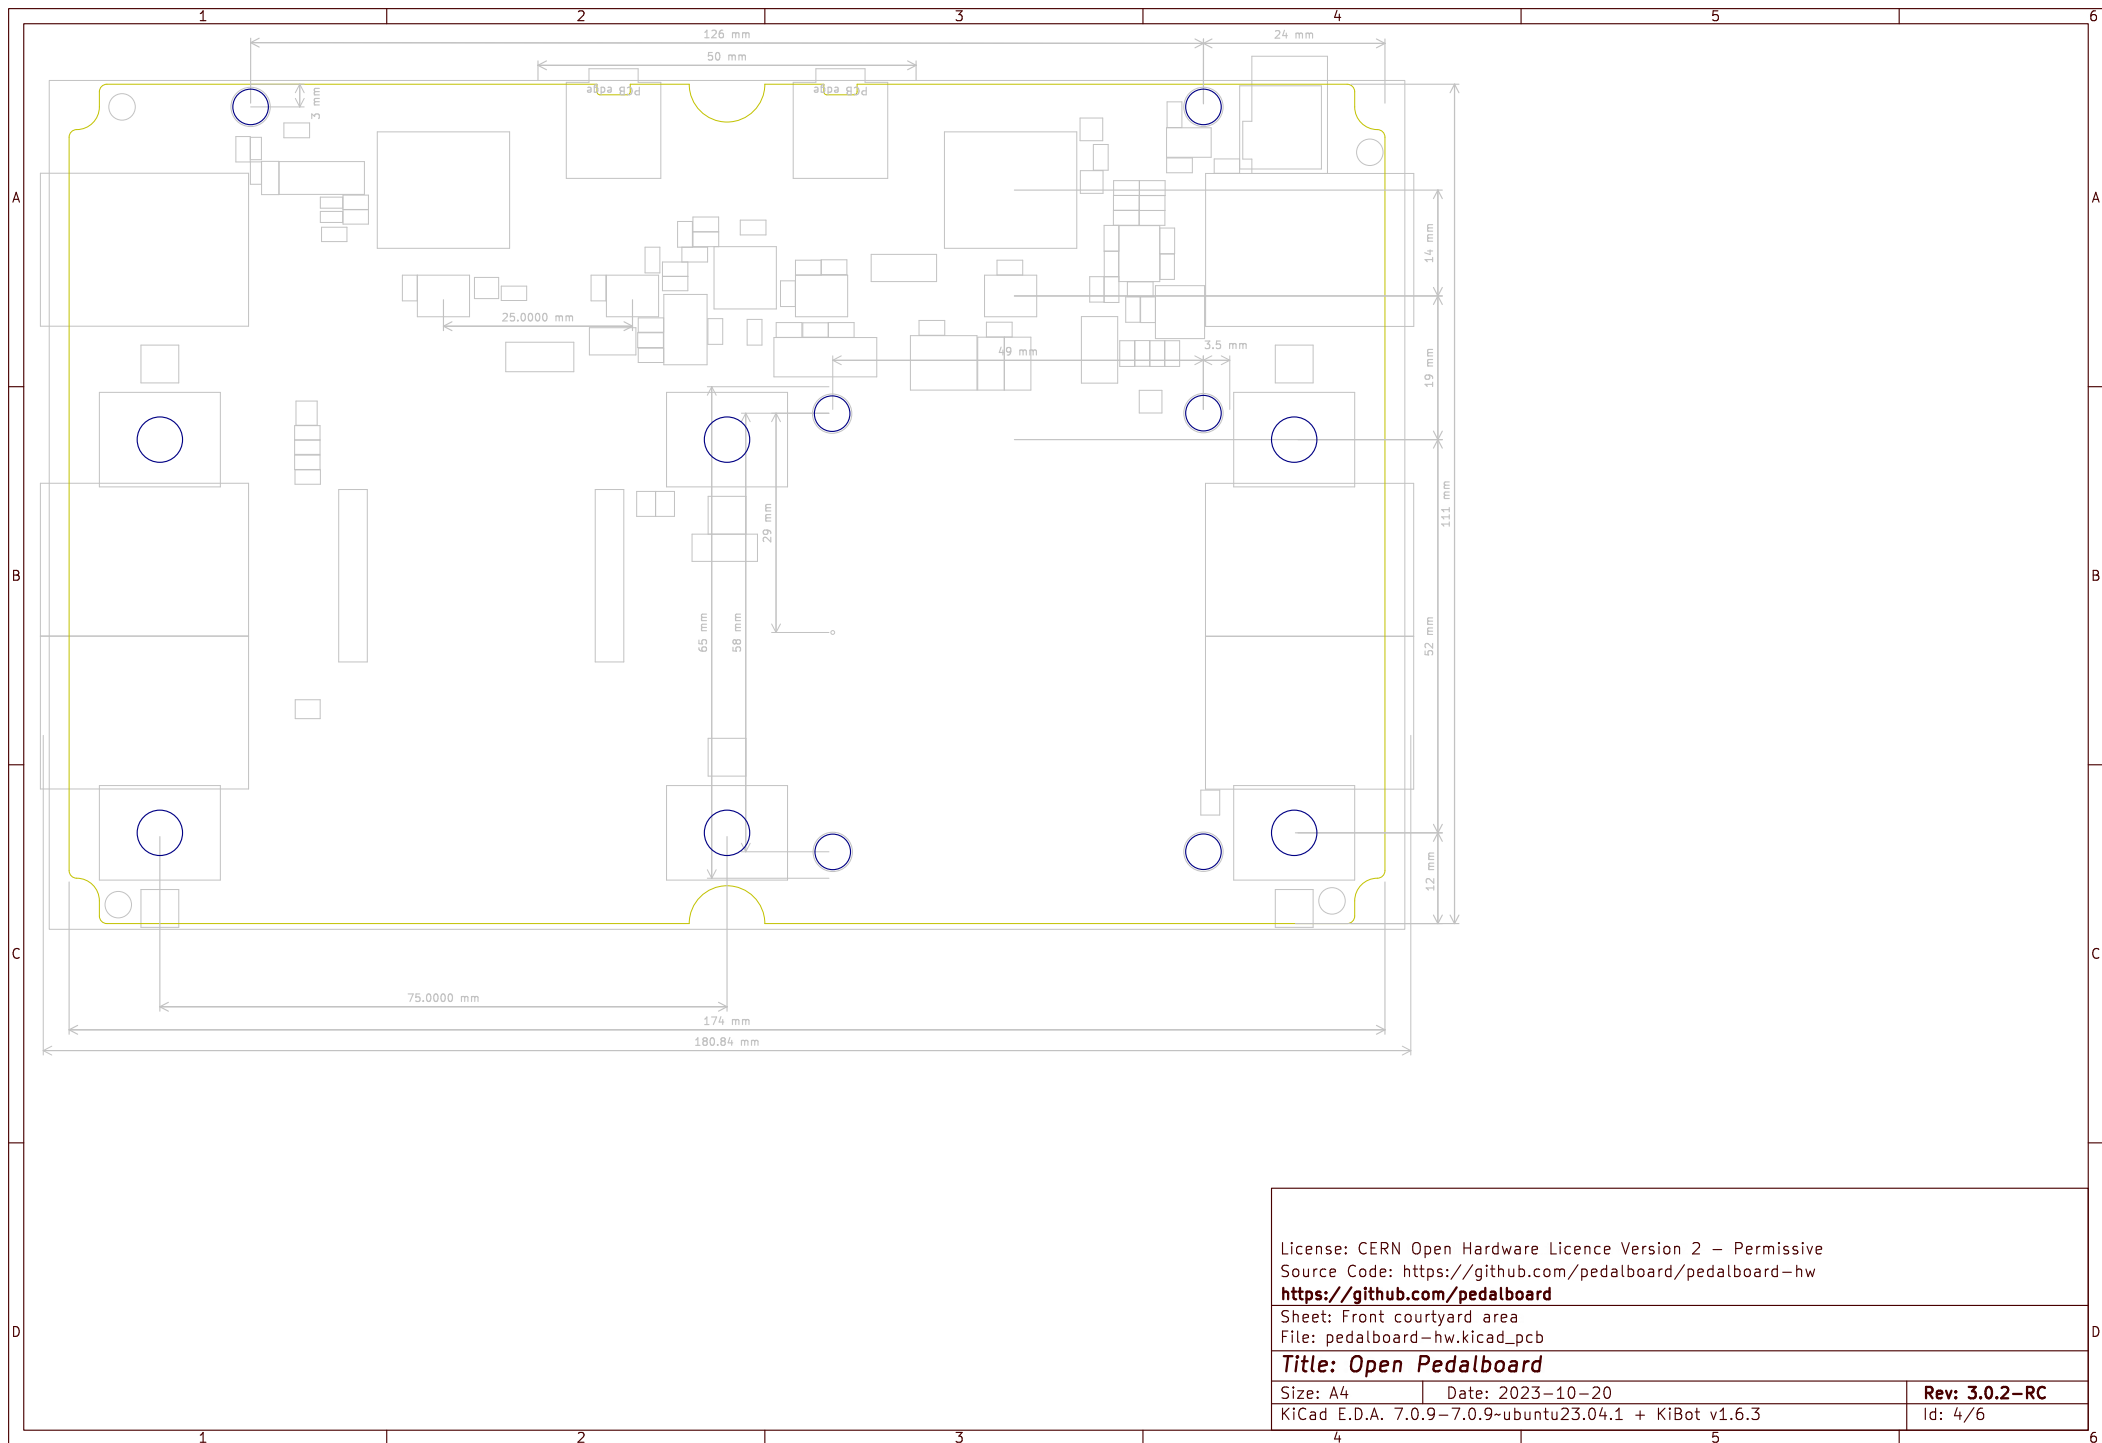 1 2 3 4 5 6
126 mm
24 mm
50 mm
PCB edge
PCB edge
3 mm
A
A
14 mm
25.0000 mm
49 mm
3.5 mm
19 mm
111 mm
29 mm
B
B
65 mm
58 mm
52 mm
12 mm
C
C
75.0000 mm
174 mm
180.84 mm
License: CERN Open Hardware Licence Version 2 - Permissive
Source Code: https://github.com/pedalboard/pedalboard-hw
https://github.com/pedalboard
Sheet: Front courtyard area
File: pedalboard-hw.kicad_pcb
D
D
Title: Open Pedalboard
Size: A4
Date: 2023-10-20
Rev: 3.0.2-RC
KiCad E.D.A. 7.0.9-7.0.9~ubuntu23.04.1 + KiBot v1.6.3
Id: 4/6
1 2 3 4 5 6